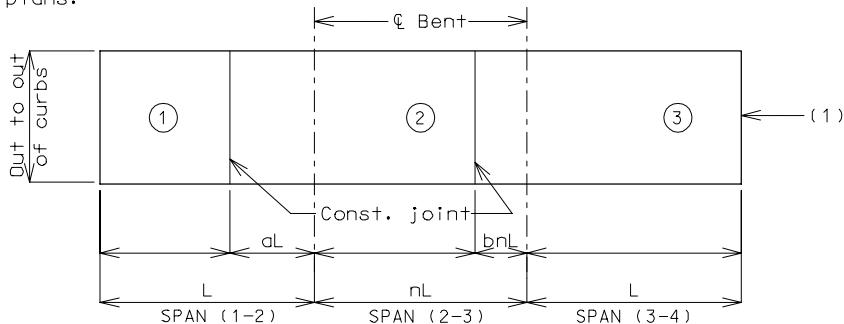 plans.
℄ Bent
Out to out
of curbs
1
2
3
(1)
Const. joint
aL
bnL
L
nL
L
SPAN (1-2)
SPAN (2-3)
SPAN (3-4)